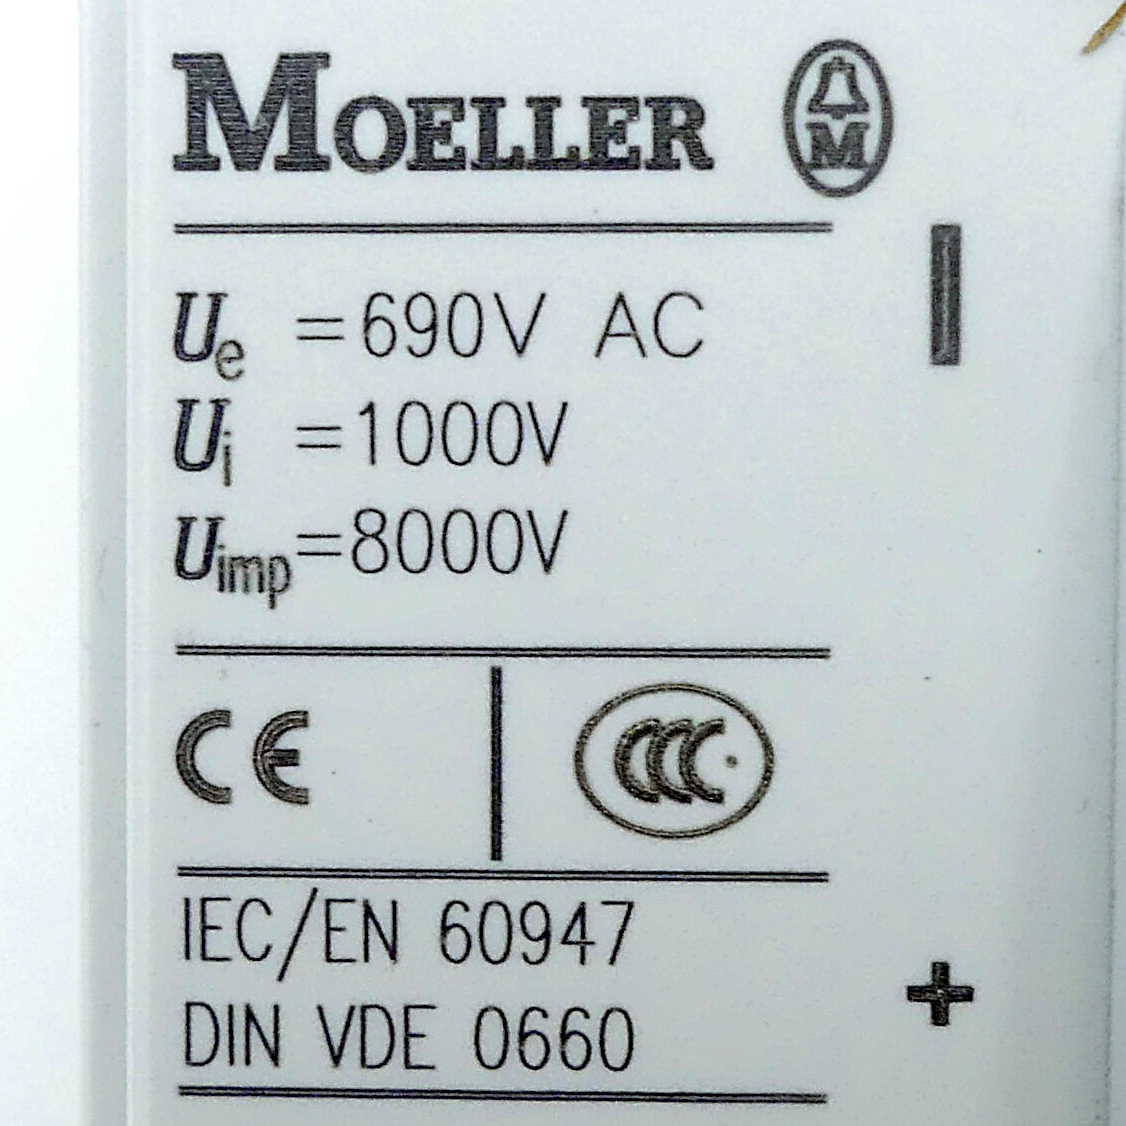 MOELLER M
Ue =690V AC
Ui =1000V
Uimp=8000V
CE CCC
IEC/EN 60947
DIN VDE 0660
+